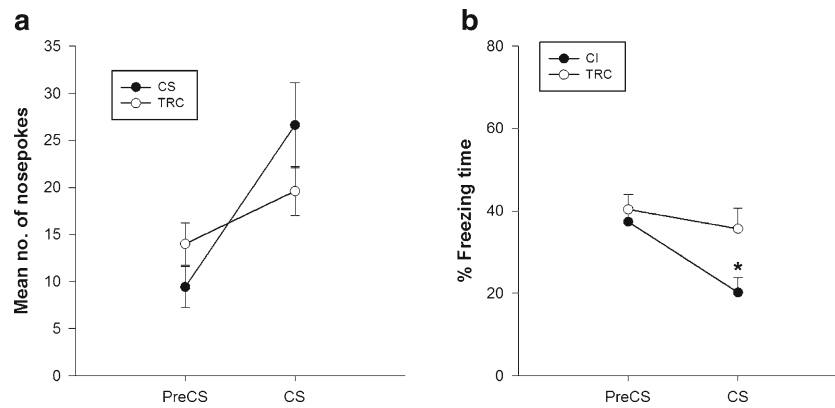 a
Mean no. of nosepokes
35
30
25
20
15
10
5
0
CS
TRC
PreCS
CS
b
% Freezing time
80
60
40
20
0
CI
TRC
*
PreCS
CS